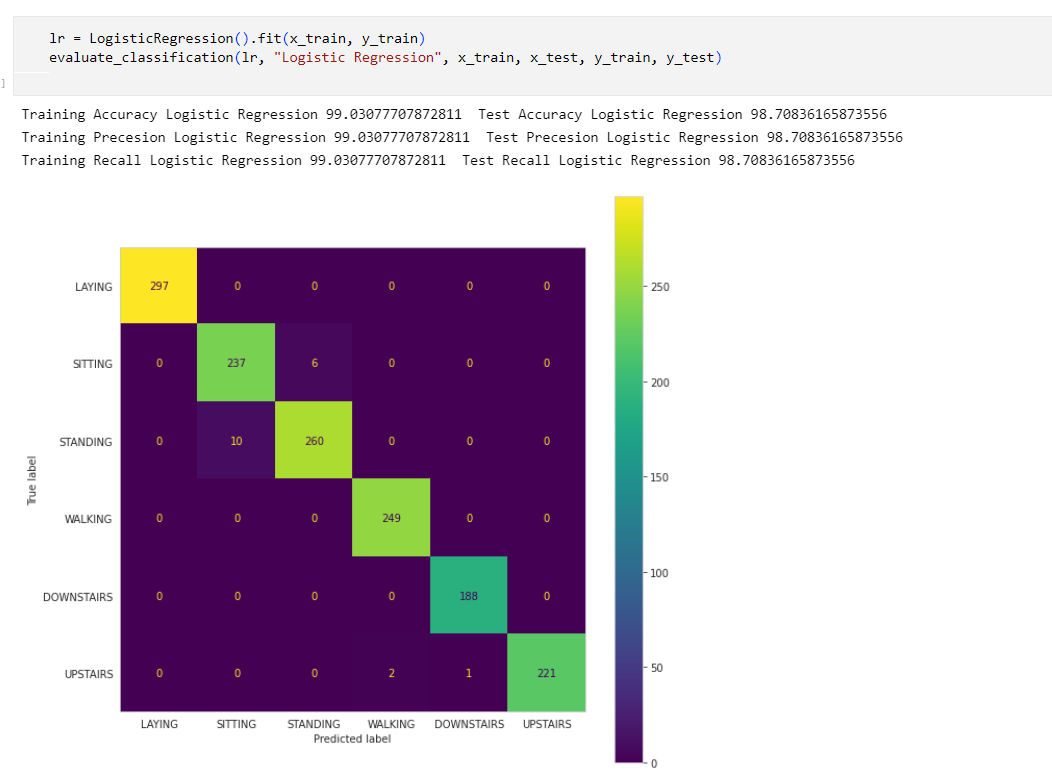 lr = LogisticRegression().fit(x_train, y_train)
evaluate_classification(lr, "Logistic Regression", x_train, x_test, y_train, y_test)
]
Training Accuracy Logistic Regression 99.03077707872811  Test Accuracy Logistic Regression 98.70836165873556
Training Precesion Logistic Regression 99.03077707872811  Test Precesion Logistic Regression 98.70836165873556
Training Recall Logistic Regression 99.03077707872811  Test Recall Logistic Regression 98.70836165873556
LAYING 297 0 0 0 0 0
SITTING 0 237 6 0 0 0
STANDING 0 10 260 0 0 0
WALKING 0 0 0 249 0 0
DOWNSTAIRS 0 0 0 0 188 0
UPSTAIRS 0 0 0 2 1 221
True label
LAYING SITTING STANDING WALKING DOWNSTAIRS UPSTAIRS
Predicted label
250
200
150
100
50
0